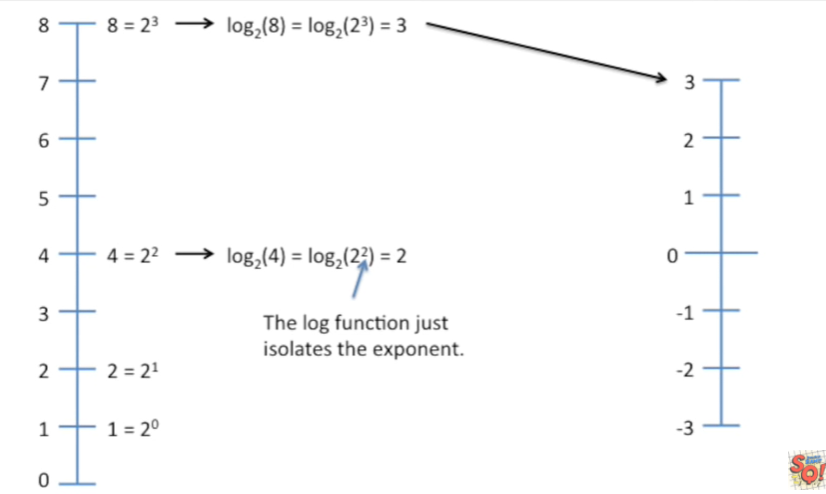 8 8 = 2³ log₂(8) = log₂(2³) = 3
7
6
5
4 4 = 2² log₂(4) = log₂(2²) = 2
The log function just
isolates the exponent.
3
2 2 = 2¹
1 1 = 2⁰
0
3
2
1
0
-1
-2
-3
SQ!